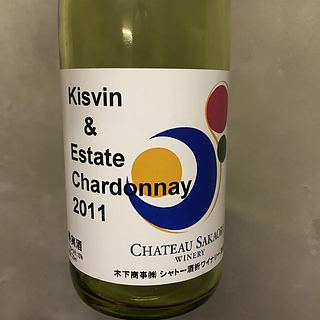 Kisvin
&
Estate
Chardonnay
2011
CHATEAU SAKAORI
WINERY
木下商事㈱ シャトー酒折ワイナリー